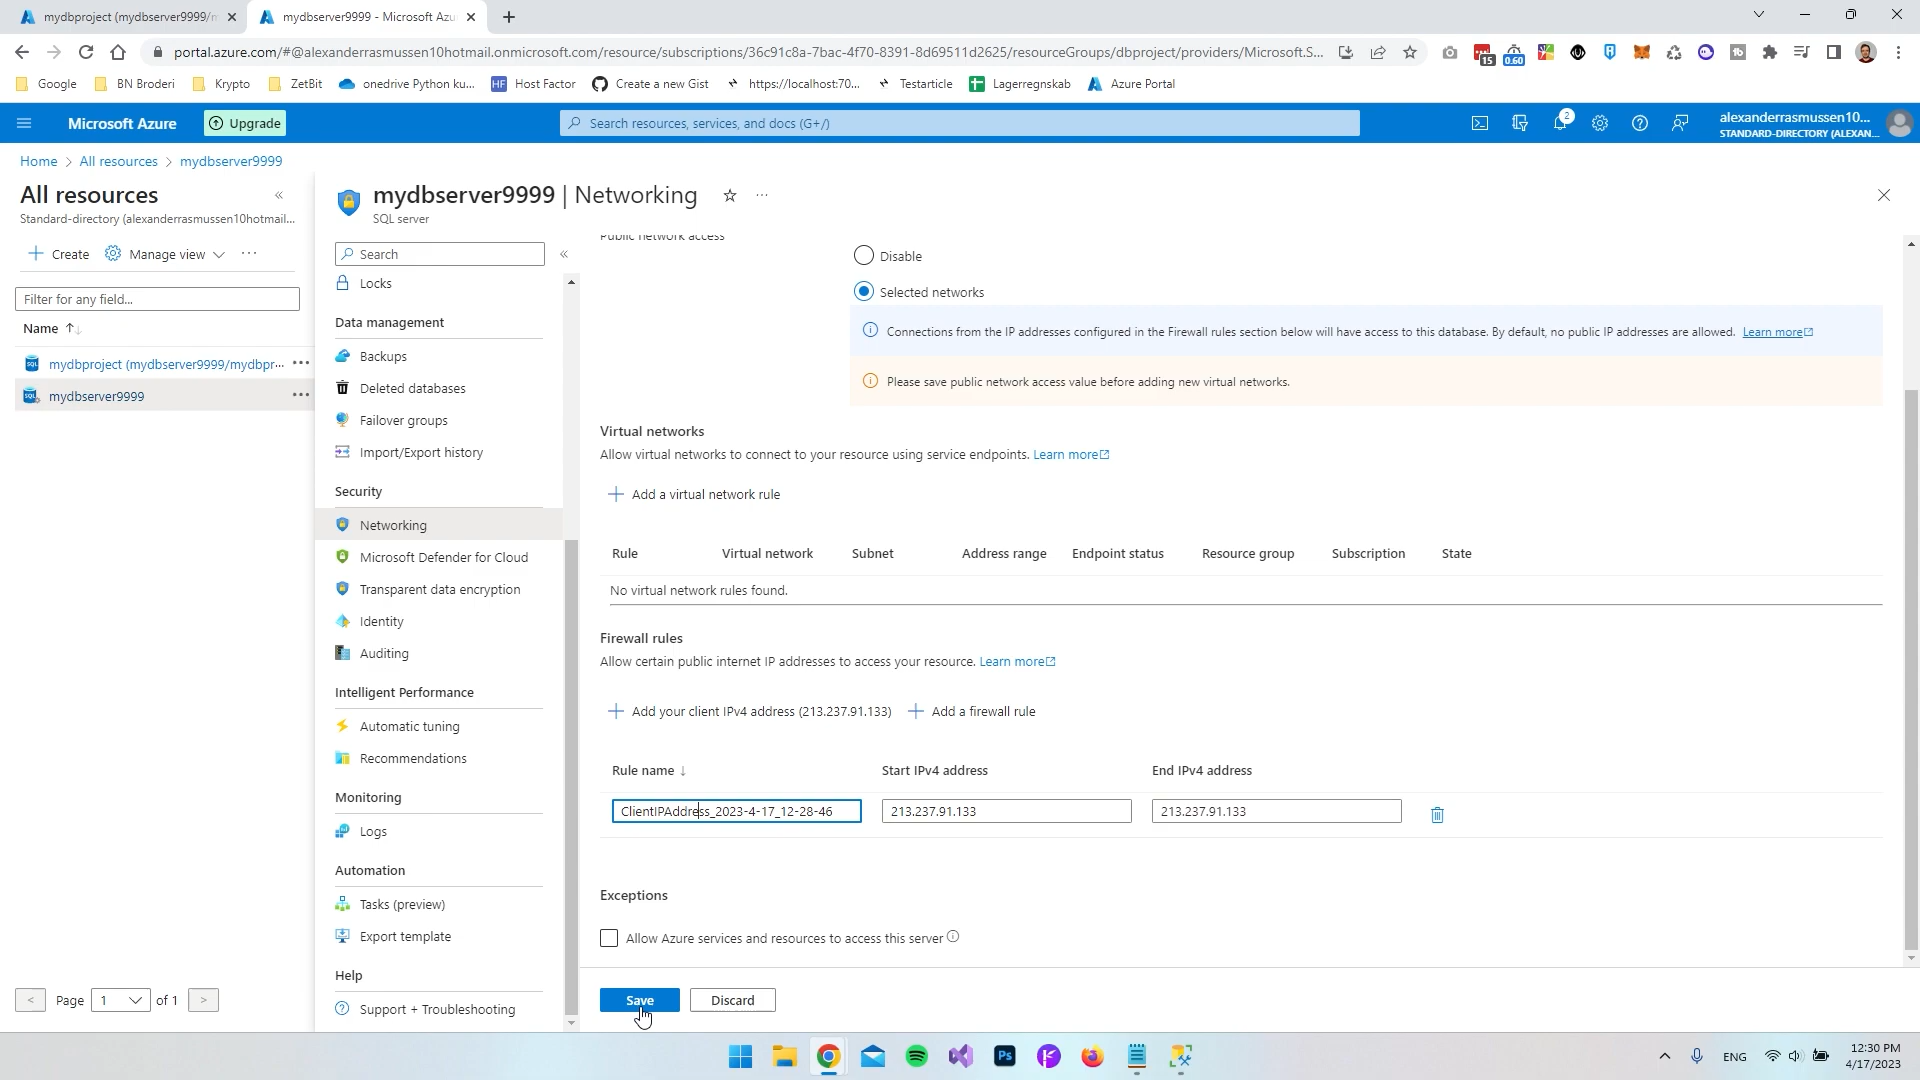 mydbproject (mydbserver9999/m
mydbserver9999 - Microsoft Azu
portal.azure.com/#@alexanderrasmussen10hotmail.onmicrosoft.com/resource/subscriptions/36c91c8a-7bac-4f70-8391-8d69511d2625/resourceGroups/dbproject/providers/Microsoft.S...
15
0.60
Google
BN Broderi
Krypto
ZetBit
onedrive Python ku...
HF Host Factor
Create a new Gist
https://localhost:70...
Testarticle
Lagerregnskab
Azure Portal
Microsoft Azure
Upgrade
Search resources, services, and docs (G+/)
2
alexanderrasmussen10...
STANDARD-DIRECTORY (ALEXAN...
Home > All resources > mydbserver9999
All resources
Standard-directory (alexanderrasmussen10hotmail...
Create
Manage view
Filter for any field...
Name
mydbproject (mydbserver9999/mydbpr...
mydbserver9999
Page 1 of 1
mydbserver9999 | Networking
SQL server
Search
Locks
Data management
Backups
Deleted databases
Failover groups
Import/Export history
Security
Networking
Microsoft Defender for Cloud
Transparent data encryption
Identity
Auditing
Intelligent Performance
Automatic tuning
Recommendations
Monitoring
Logs
Automation
Tasks (preview)
Export template
Help
Support + Troubleshooting
Public network access
Disable
Selected networks
Connections from the IP addresses configured in the Firewall rules section below will have access to this database. By default, no public IP addresses are allowed. Learn more
Please save public network access value before adding new virtual networks.
Virtual networks
Allow virtual networks to connect to your resource using service endpoints. Learn more
Add a virtual network rule
Rule Virtual network Subnet Address range Endpoint status Resource group Subscription State
No virtual network rules found.
Firewall rules
Allow certain public internet IP addresses to access your resource. Learn more
Add your client IPv4 address (213.237.91.133)
Add a firewall rule
Rule name ↓ Start IPv4 address End IPv4 address
ClientIPAddress_2023-4-17_12-28-46 213.237.91.133 213.237.91.133
Exceptions
Allow Azure services and resources to access this server
Save
Discard
Ps
ENG
12:30 PM
4/17/2023